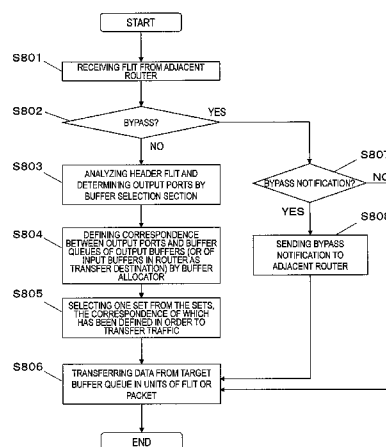 START
S801
RECEIVING FLIT FROM ADJACENT
ROUTER
S802
BYPASS?
YES
NO
S803
ANALYZING HEADER FLIT AND
DETERMINING OUTPUT PORTS BY
BUFFER SELECTION SECTION
S807
BYPASS NOTIFICATION?
NO
YES
S804
DEFINING CORRESPONDENCE
BETWEEN OUTPUT PORTS AND BUFFER
QUEUES OF OUTPUT BUFFERS (OR OF
INPUT BUFFERS IN ROUTER AS
TRANSFER DESTINATION) BY BUFFER
ALLOCATOR
S808
SENDING BYPASS
NOTIFICATION TO
ADJACENT ROUTER
S805
SELECTING ONE SET FROM THE SETS,
THE CORRESPONDENCE OF WHICH
HAS BEEN DEFINED IN ORDER TO
TRANSFER TRAFFIC
S806
TRANSFERRING DATA FROM TARGET
BUFFER QUEUE IN UNITS OF FLIT OR
PACKET
END